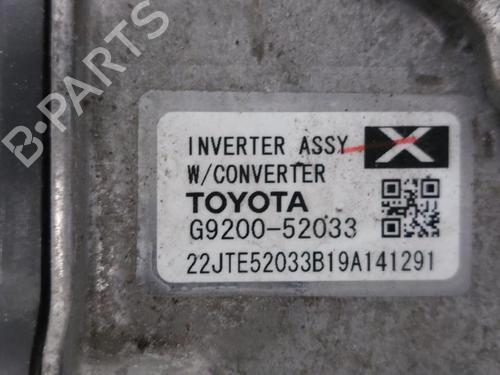 B-PARTS
INVERTER ASSY X
W/CONVERTER
TOYOTA
G9200-52033
22JTE52033B19A141291